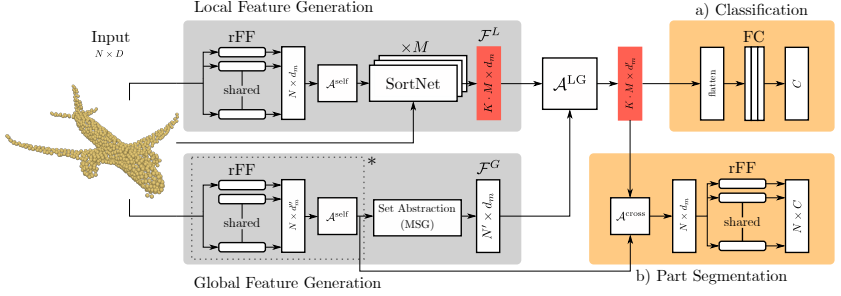 Local Feature Generation
a) Classification
Input
N × D
rFF
shared
N × d_m
𝒜^self
× M
SortNet
ℱ^L
K · M × d_m
𝒜^LG
K · M × d'_m
flatten
FC
C
rFF
shared
N × d''_m
𝒜^self
*
Set Abstraction
(MSG)
ℱ^G
N' × d_m
Global Feature Generation
𝒜^cross
N × d_m
rFF
shared
N × C
b) Part Segmentation